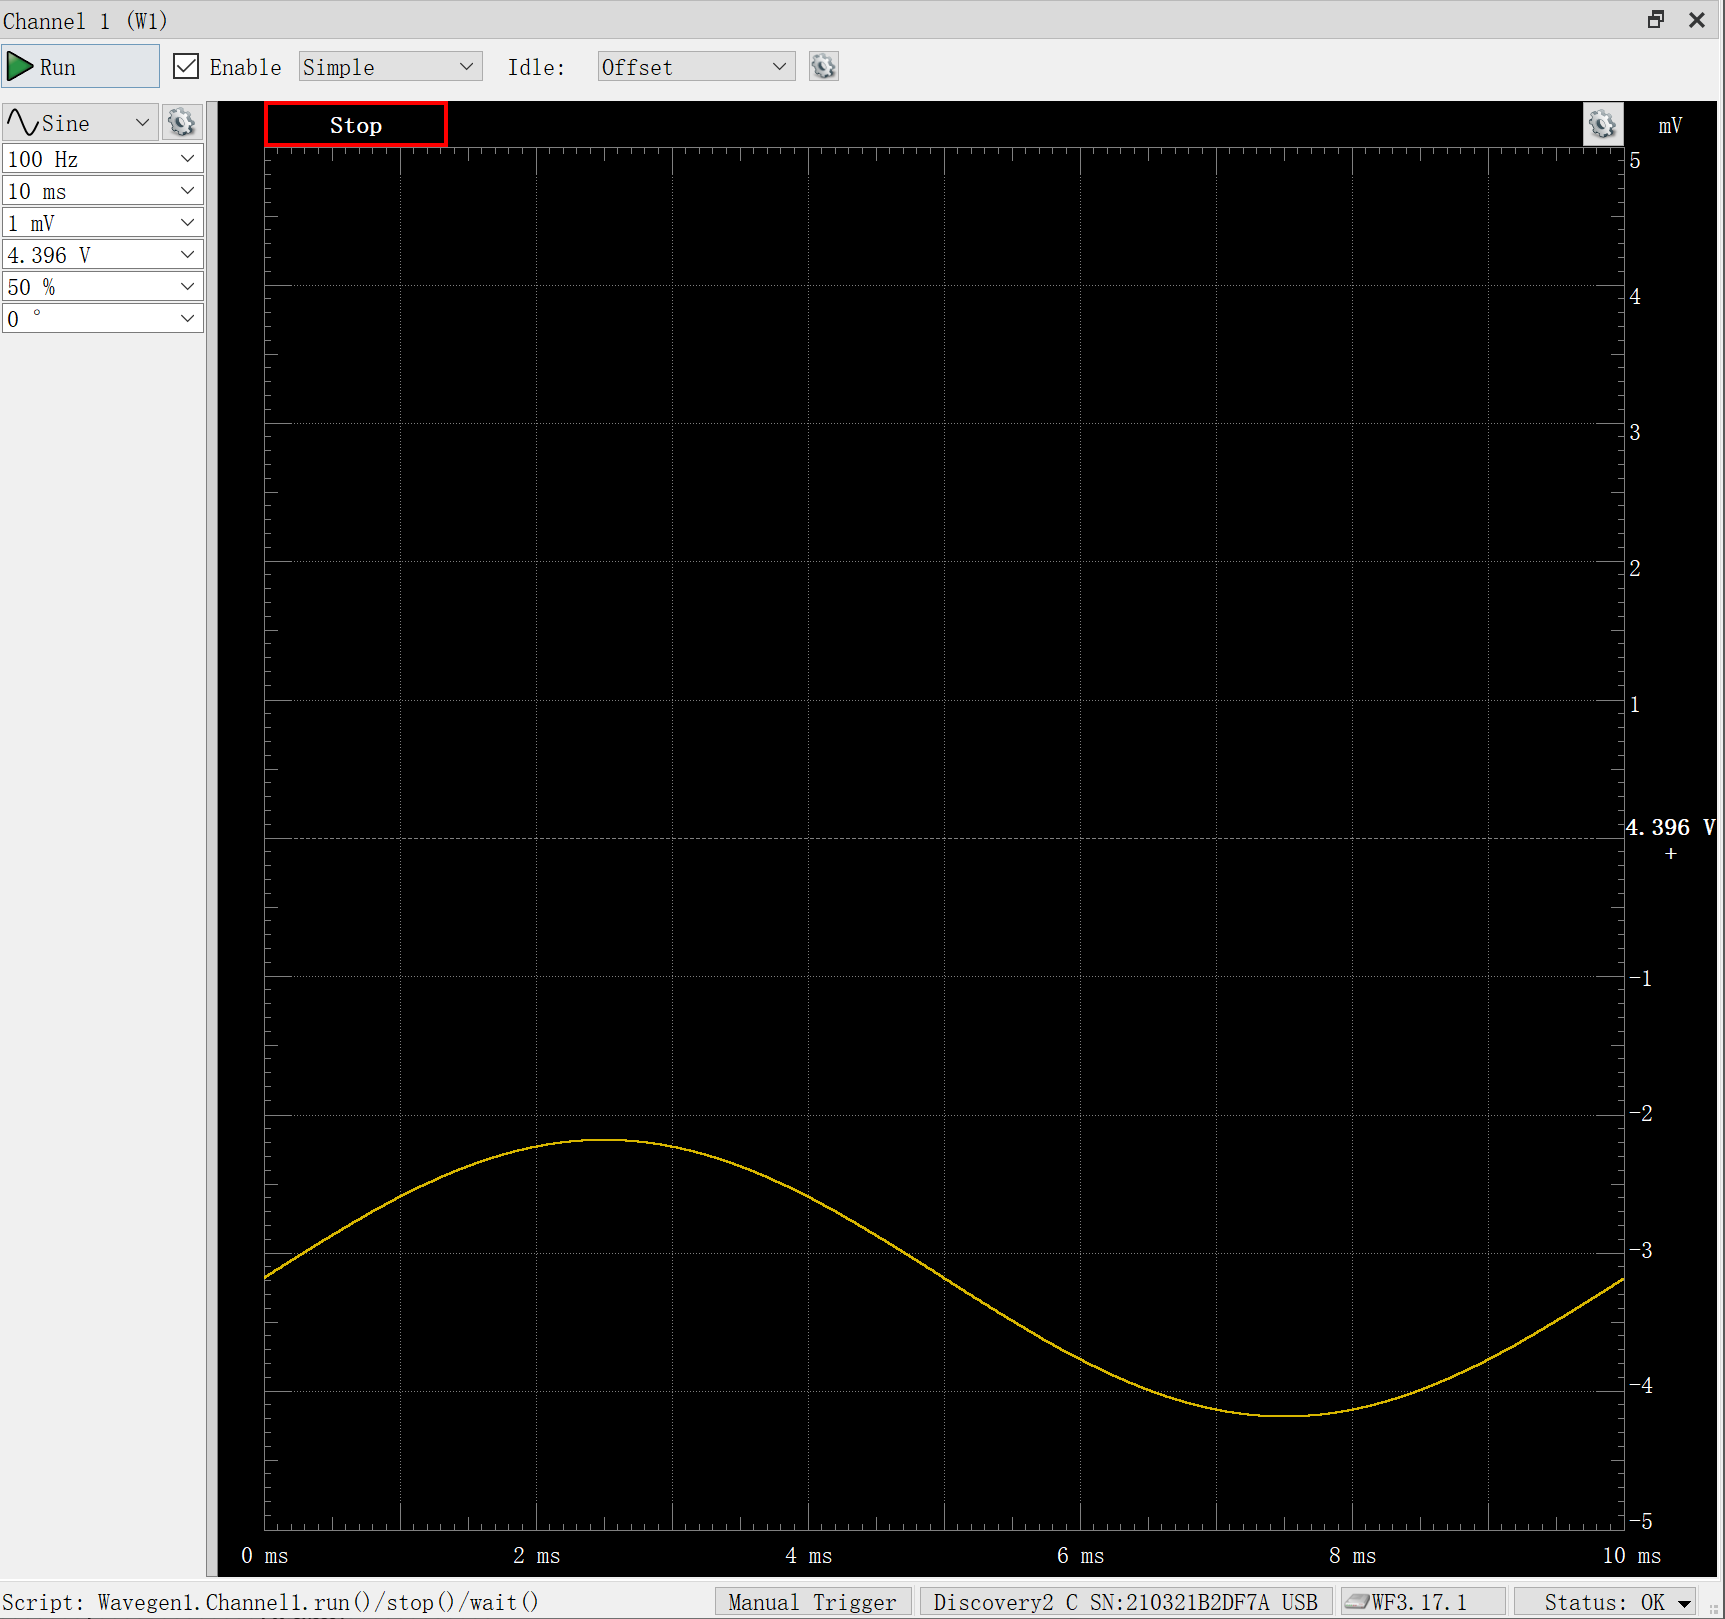 Channel 1 (W1)
Run Enable Simple Idle: Offset
Sine
100 Hz
10 ms
1 mV
4.396 V
50 %
0 °
Stop
mV
5
4
3
2
1
4.396 V
+
-1
-2
-3
-4
-5
0 ms 2 ms 4 ms 6 ms 8 ms 10 ms
Script: Wavegen1.Channel1.run()/stop()/wait() Manual Trigger Discovery2 C SN:210321B2DF7A USB WF3.17.1 Status: OK